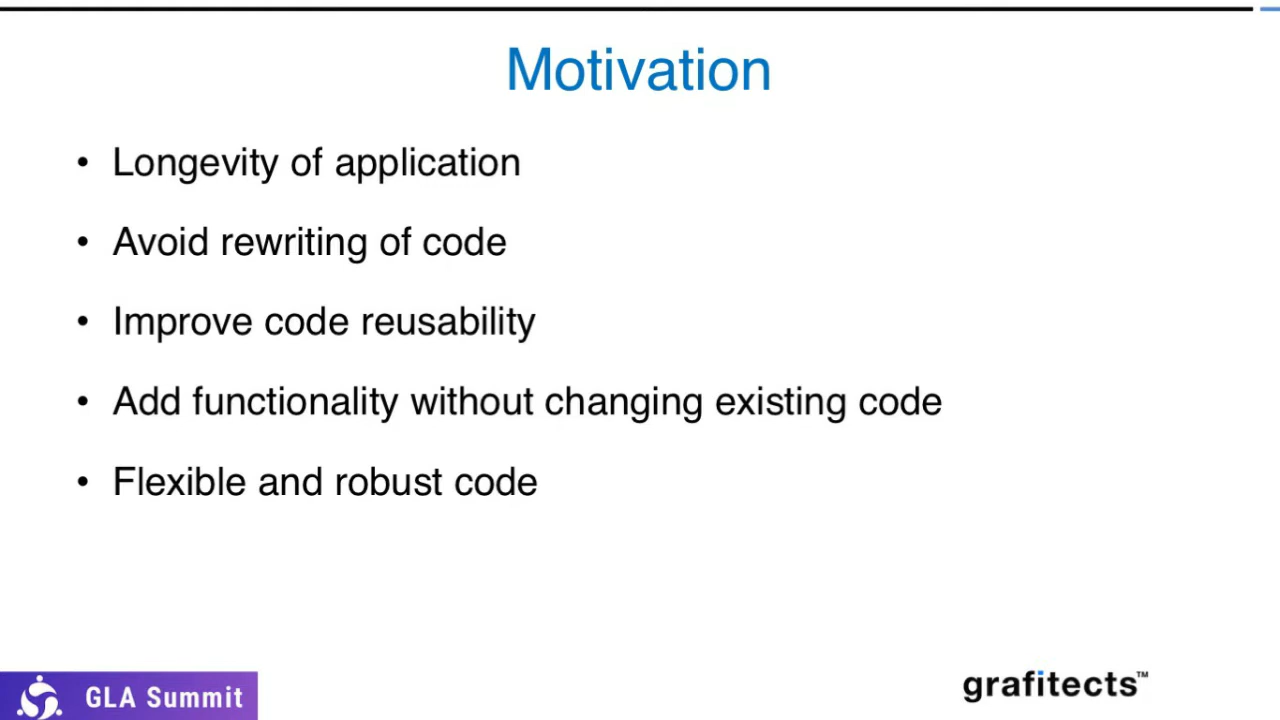 Motivation
• Longevity of application
• Avoid rewriting of code
• Improve code reusability
• Add functionality without changing existing code
• Flexible and robust code
GLA Summit
grafitects™